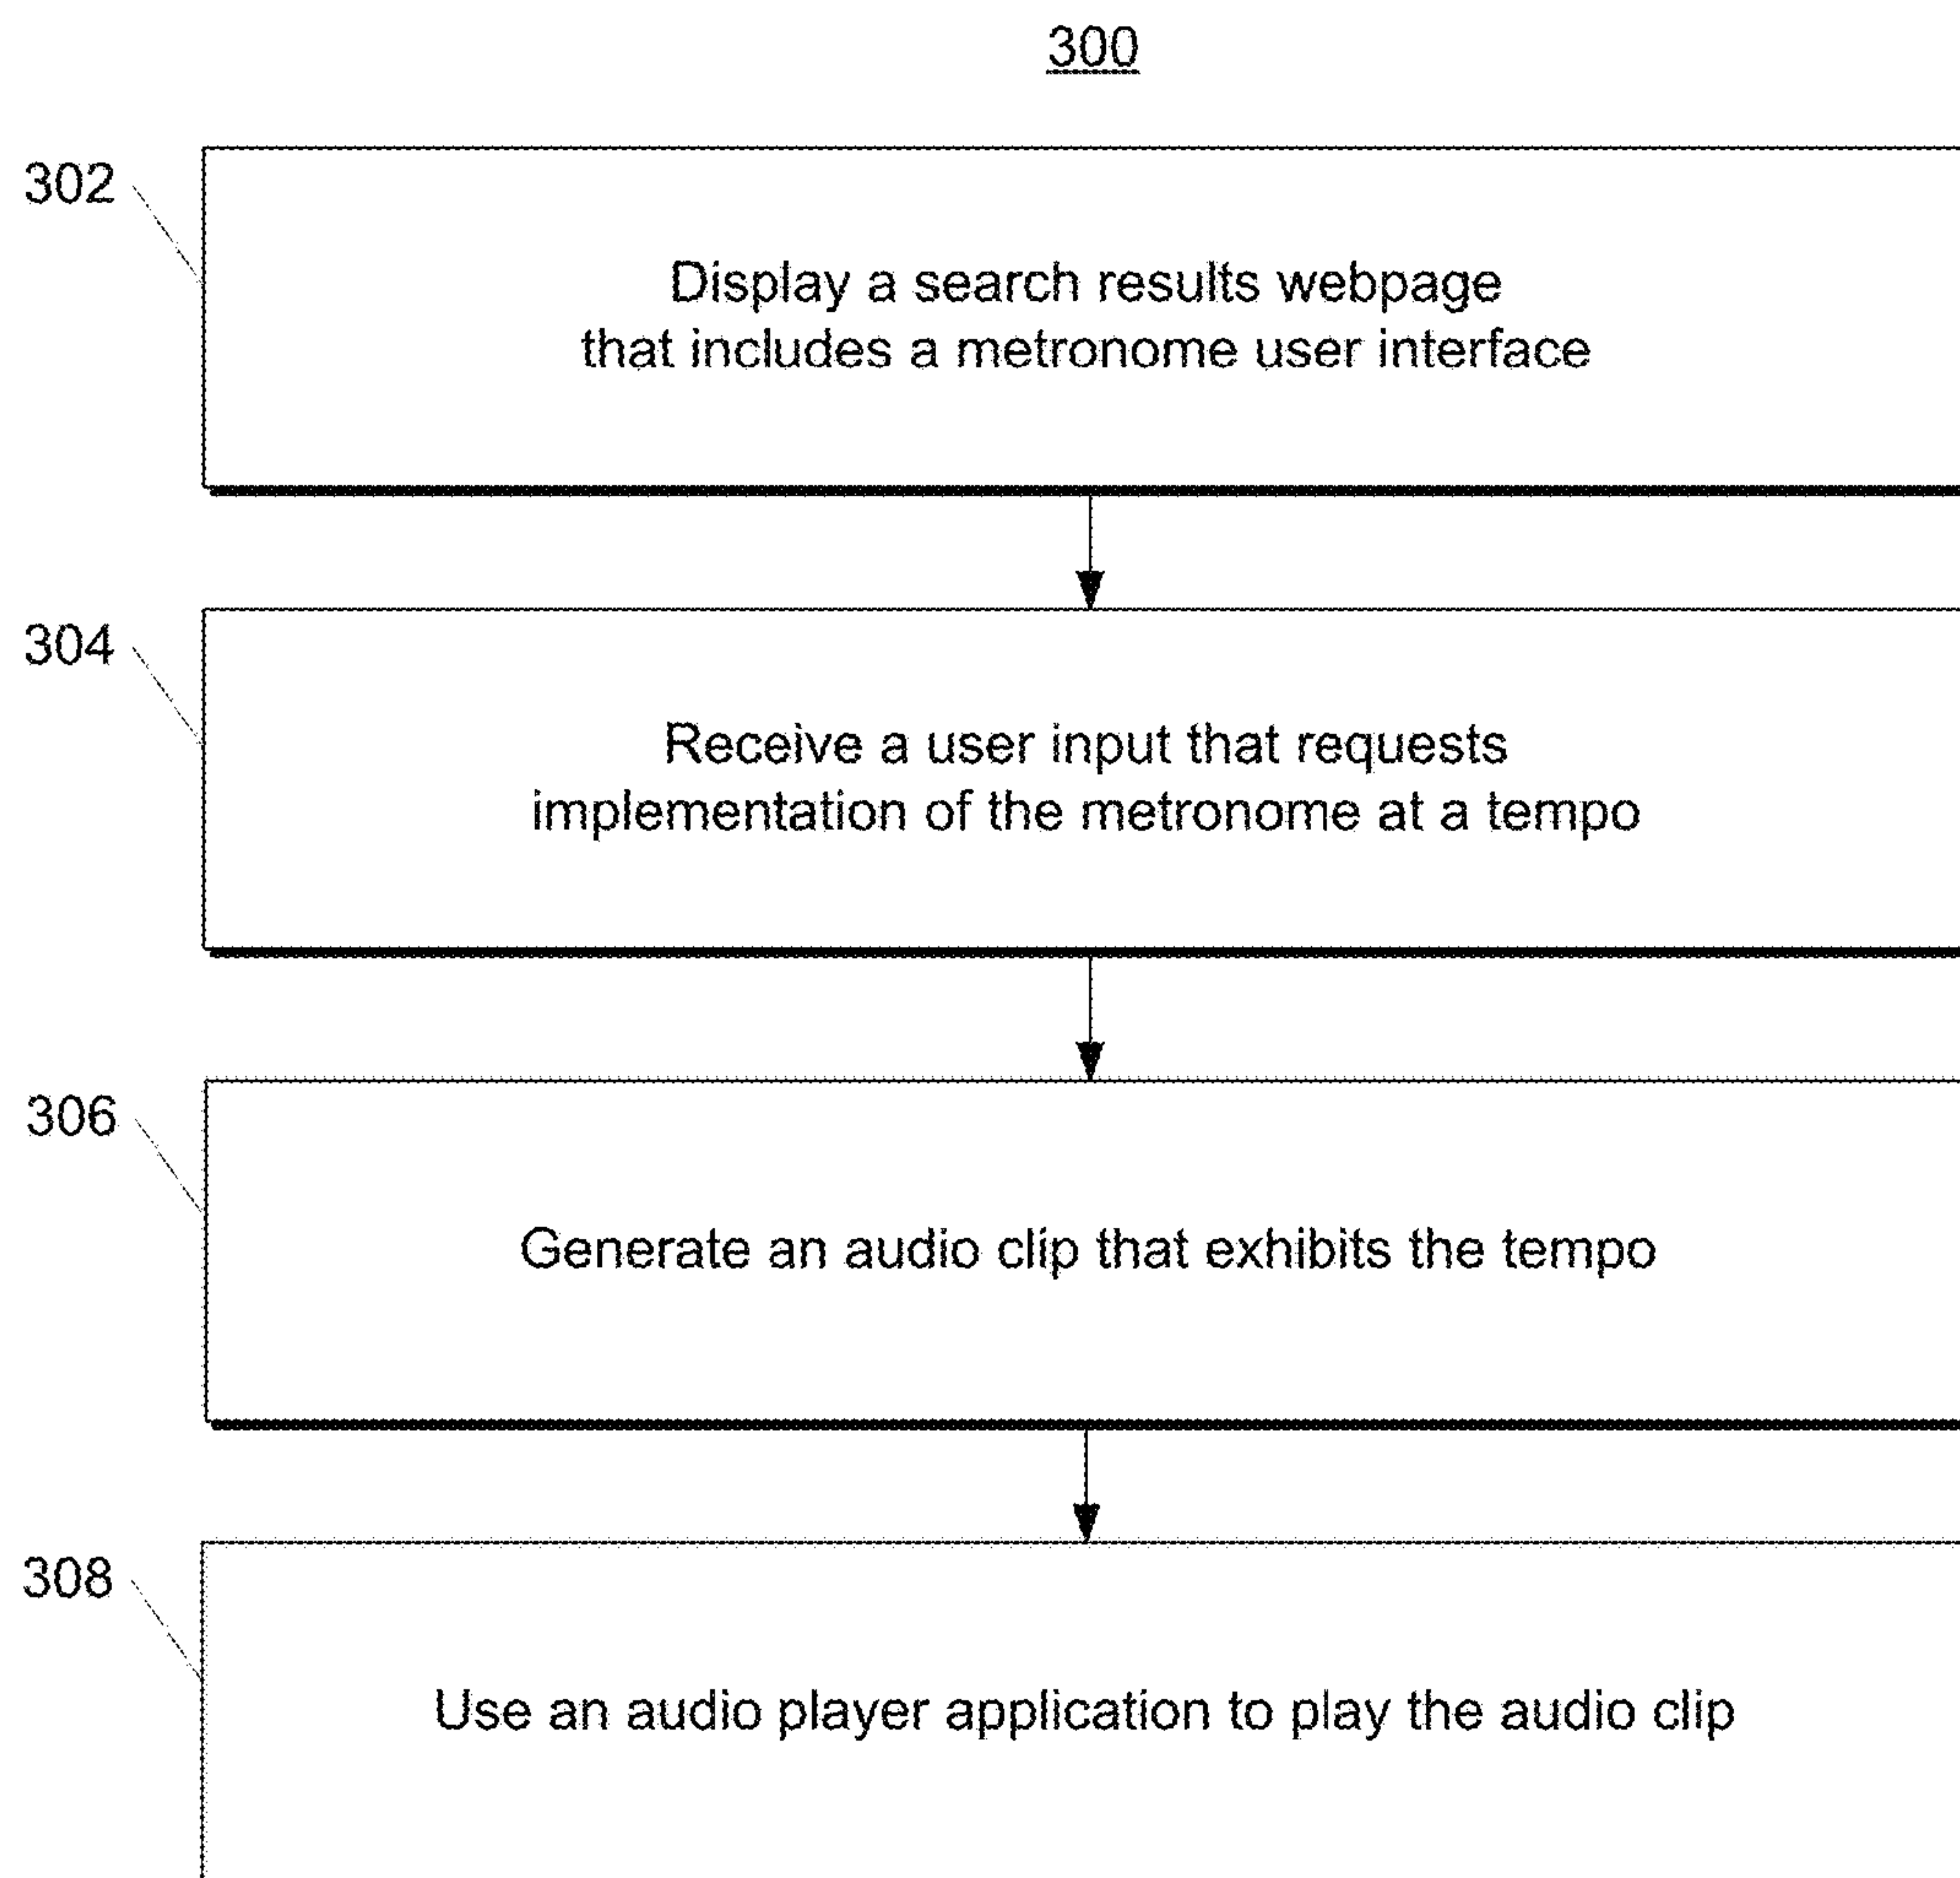 300
302
Display a search results webpage
that includes a metronome user interface
304
Receive a user input that requests
implementation of the metronome at a tempo
306
Generate an audio clip that exhibits the tempo
308
Use an audio player application to play the audio clip